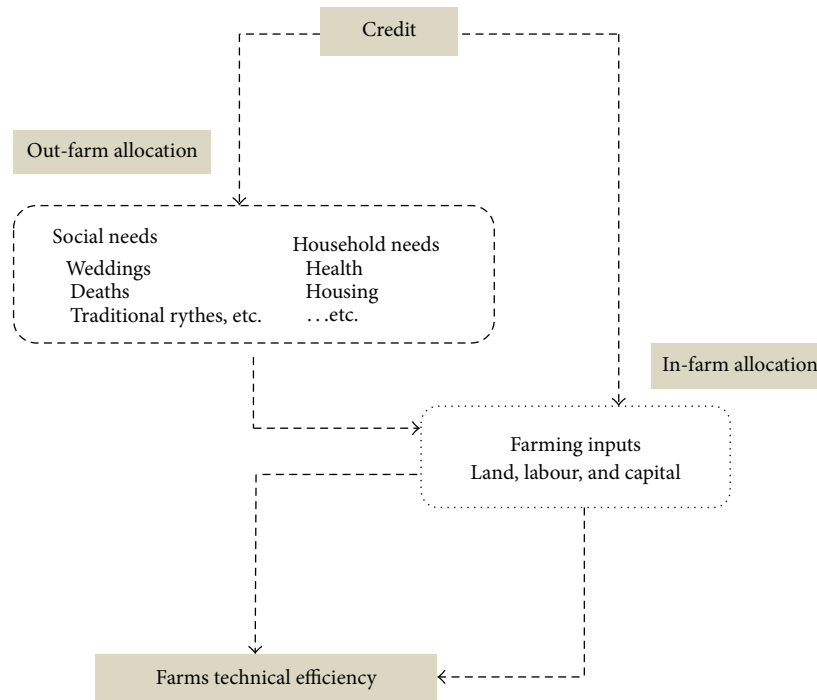 Credit
Out-farm allocation
Social needs
Weddings
Deaths
Traditional rythes, etc.
Household needs
Health
Housing
...etc.
In-farm allocation
Farming inputs
Land, labour, and capital
Farms technical efficiency